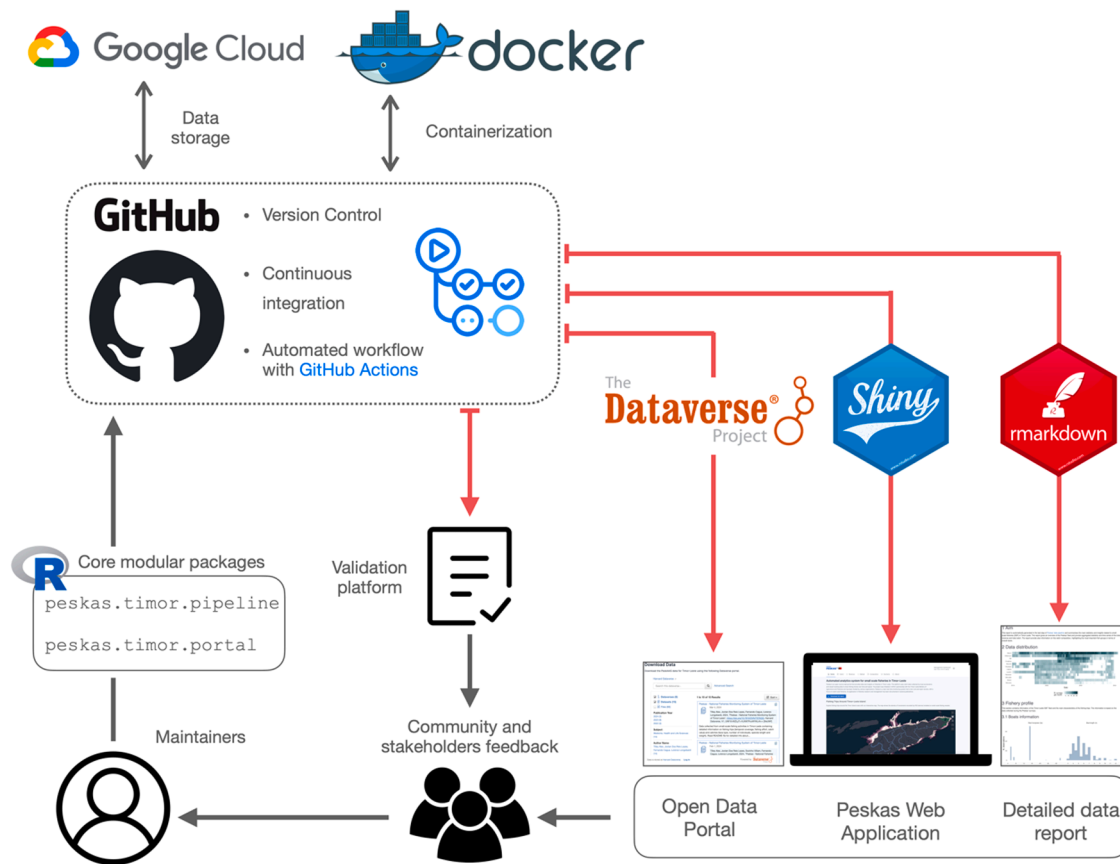 Google Cloud
docker
Data
storage
Containerization
GitHub
• Version Control
• Continuous
integration
• Automated workflow
with GitHub Actions
The
Dataverse®
Project
Shiny
rmarkdown
R
Core modular packages
peskas.timor.pipeline
peskas.timor.portal
Validation
platform
Maintainers
Community and
stakeholders feedback
Download Data
2 Data distribution
3 Fishery profile
Open Data
Portal
Peskas Web
Application
Detailed data
report